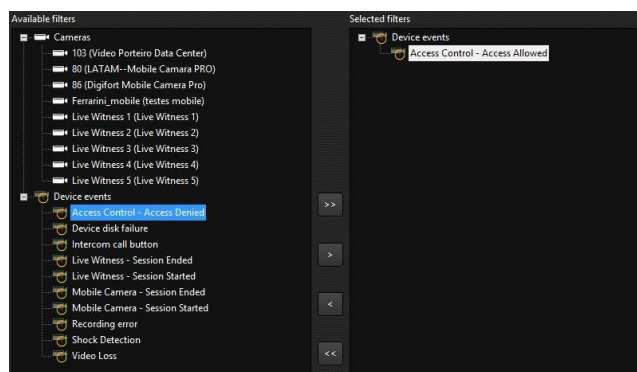 Available filters
Cameras
103 (Video Porteiro Data Center)
80 (LATAM--Mobile Camara PRO)
86 (Digifort Mobile Camera Pro)
Ferrarini_mobile (testes mobile)
Live Witness 1 (Live Witness 1)
Live Witness 2 (Live Witness 2)
Live Witness 3 (Live Witness 3)
Live Witness 4 (Live Witness 4)
Live Witness 5 (Live Witness 5)
Device events
Access Control - Access Denied
Device disk failure
Intercom call button
Live Witness - Session Ended
Live Witness - Session Started
Mobile Camera - Session Ended
Mobile Camera - Session Started
Recording error
Shock Detection
Video Loss
>>
>
<
<<
Selected filters
Device events
Access Control - Access Allowed